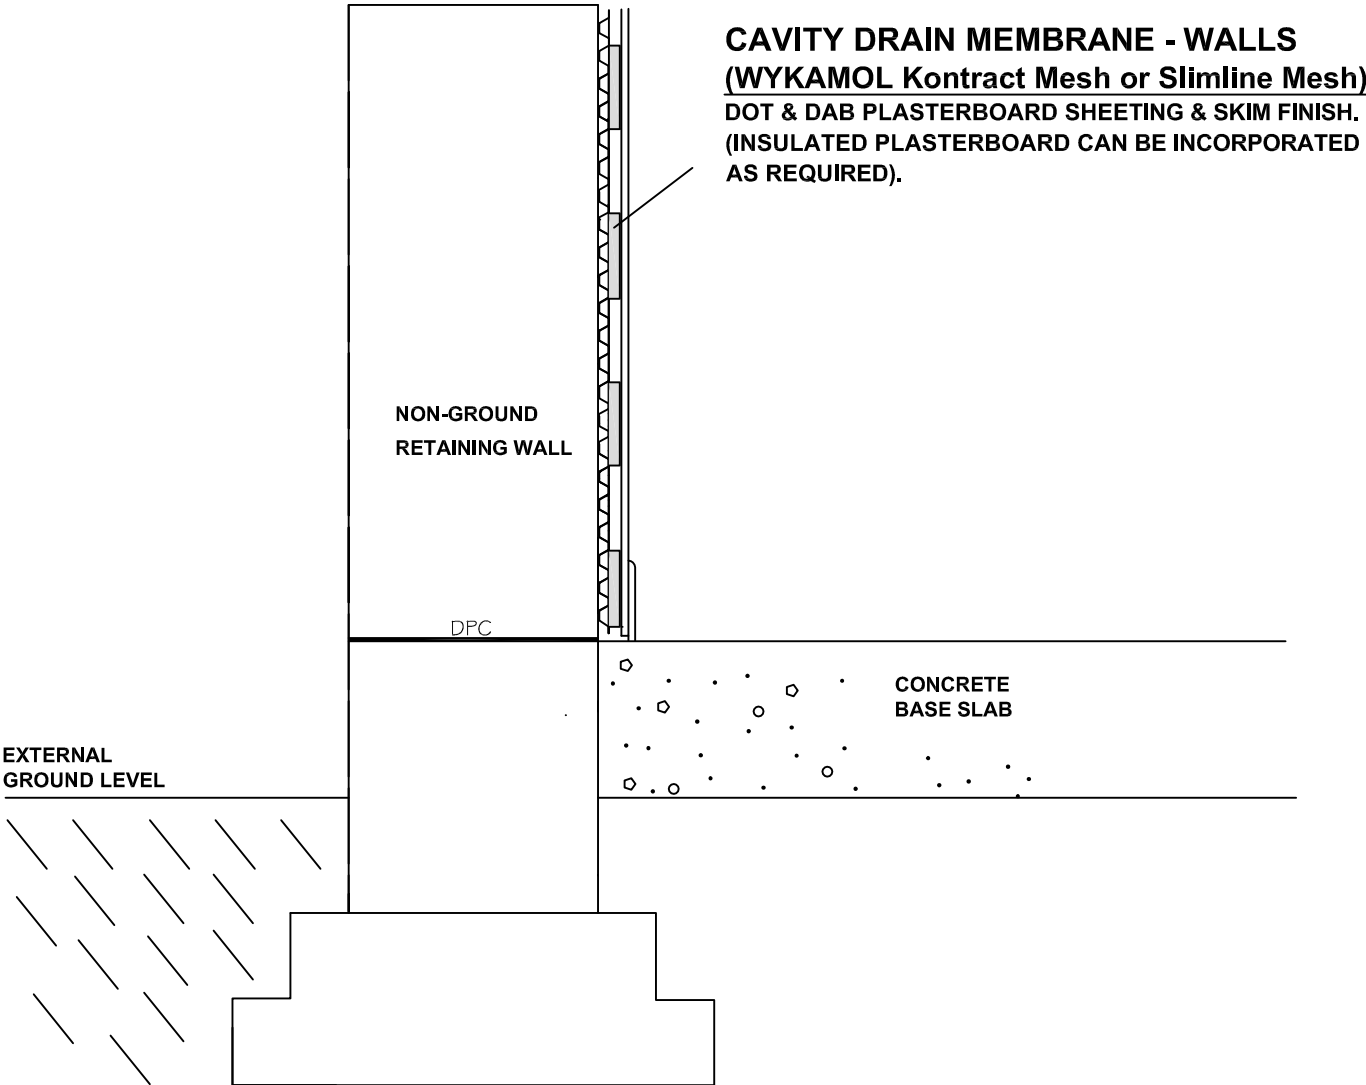 CAVITY DRAIN MEMBRANE - WALLS
(WYKAMOL Kontract Mesh or Slimline Mesh)
DOT & DAB PLASTERBOARD SHEETING & SKIM FINISH.
(INSULATED PLASTERBOARD CAN BE INCORPORATED
AS REQUIRED).
NON-GROUND
RETAINING WALL
DPC
CONCRETE
BASE SLAB
EXTERNAL
GROUND LEVEL